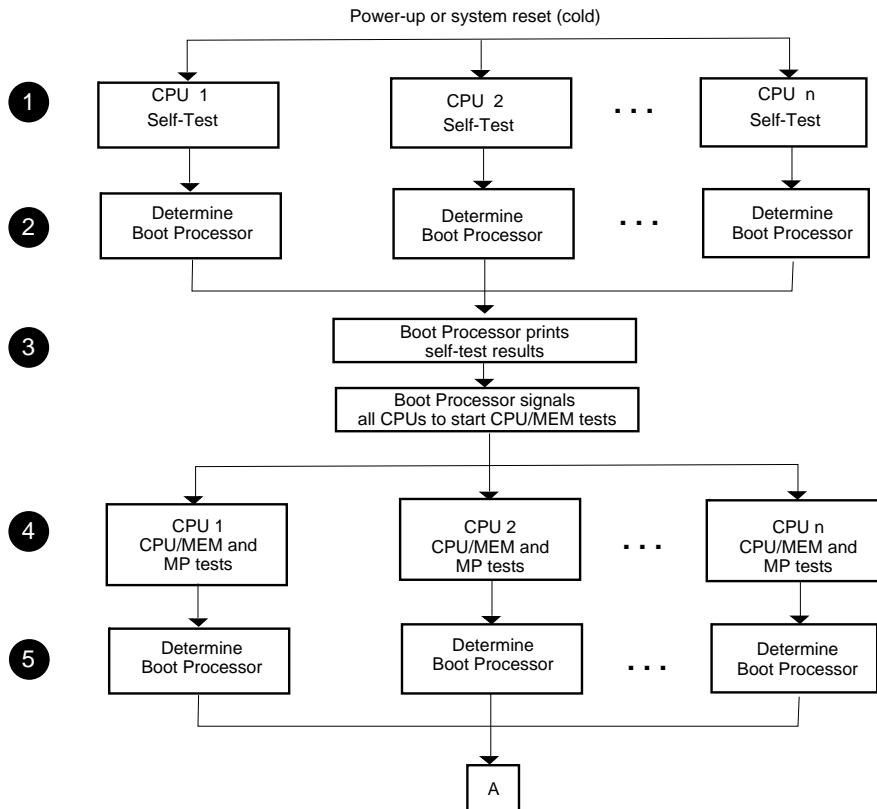 Power-up or system reset (cold)
1
CPU 1
Self-Test
CPU 2
Self-Test
. . .
CPU n
Self-Test
2
Determine
Boot Processor
Determine
Boot Processor
. . .
Determine
Boot Processor
3
Boot Processor prints
self-test results
Boot Processor signals
all CPUs to start CPU/MEM tests
4
CPU 1
CPU/MEM and
MP tests
CPU 2
CPU/MEM and
MP tests
. . .
CPU n
CPU/MEM and
MP tests
5
Determine
Boot Processor
Determine
Boot Processor
. . .
Determine
Boot Processor
A